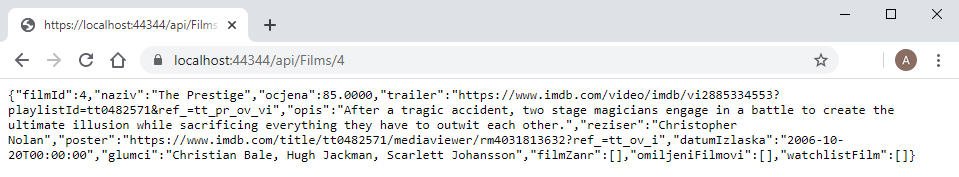 https://localhost:44344/api/Films
localhost:44344/api/Films/4
A
{"filmId":4,"naziv":"The Prestige","ocjena":85.0000,"trailer":"https://www.imdb.com/video/imdb/vi2885334553?
playlistId=tt0482571&ref_=tt_pr_ov_vi","opis":"After a tragic accident, two stage magicians engage in a battle to create the
ultimate illusion while sacrificing everything they have to outwit each other.","reziser":"Christopher
Nolan","poster":"https://www.imdb.com/title/tt0482571/mediaviewer/rm4031813632?ref_=tt_ov_i","datumIzlaska":"2006-10-
20T00:00:00","glumci":"Christian Bale, Hugh Jackman, Scarlett Johansson","filmZanr":[],"omiljeniFilmovi":[],"watchlistFilm":[]}